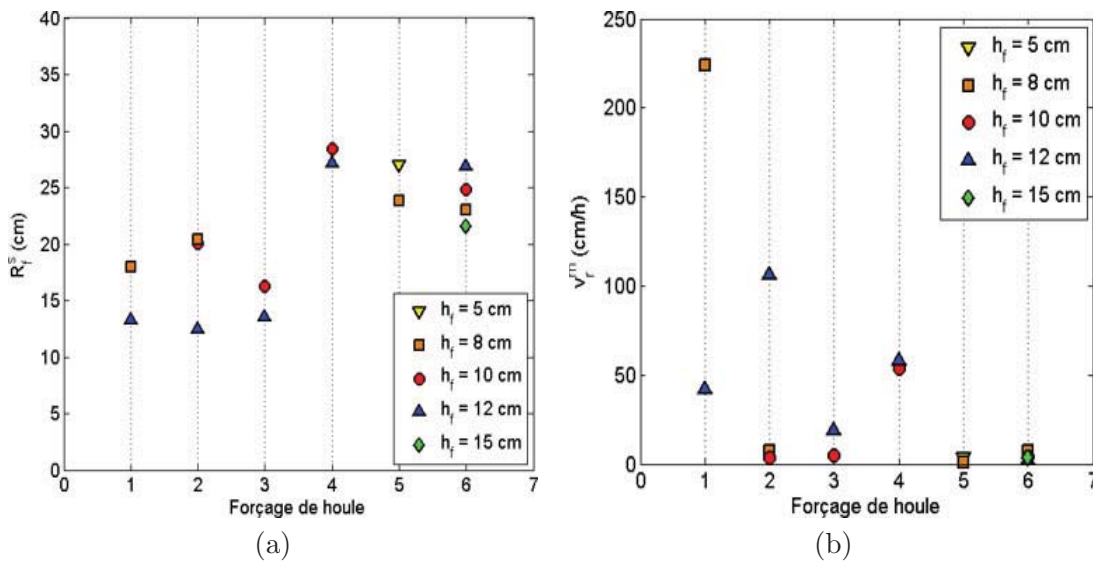 40
35
30
25
20
15
10
5
0
R_f^s (cm)
h_f = 5 cm
h_f = 8 cm
h_f = 10 cm
h_f = 12 cm
h_f = 15 cm
0 1 2 3 4 5 6 7
Forçage de houle
(a)
250
200
150
100
50
0
v_r^m (cm/h)
h_f = 5 cm
h_f = 8 cm
h_f = 10 cm
h_f = 12 cm
h_f = 15 cm
0 1 2 3 4 5 6 7
Forçage de houle
(b)